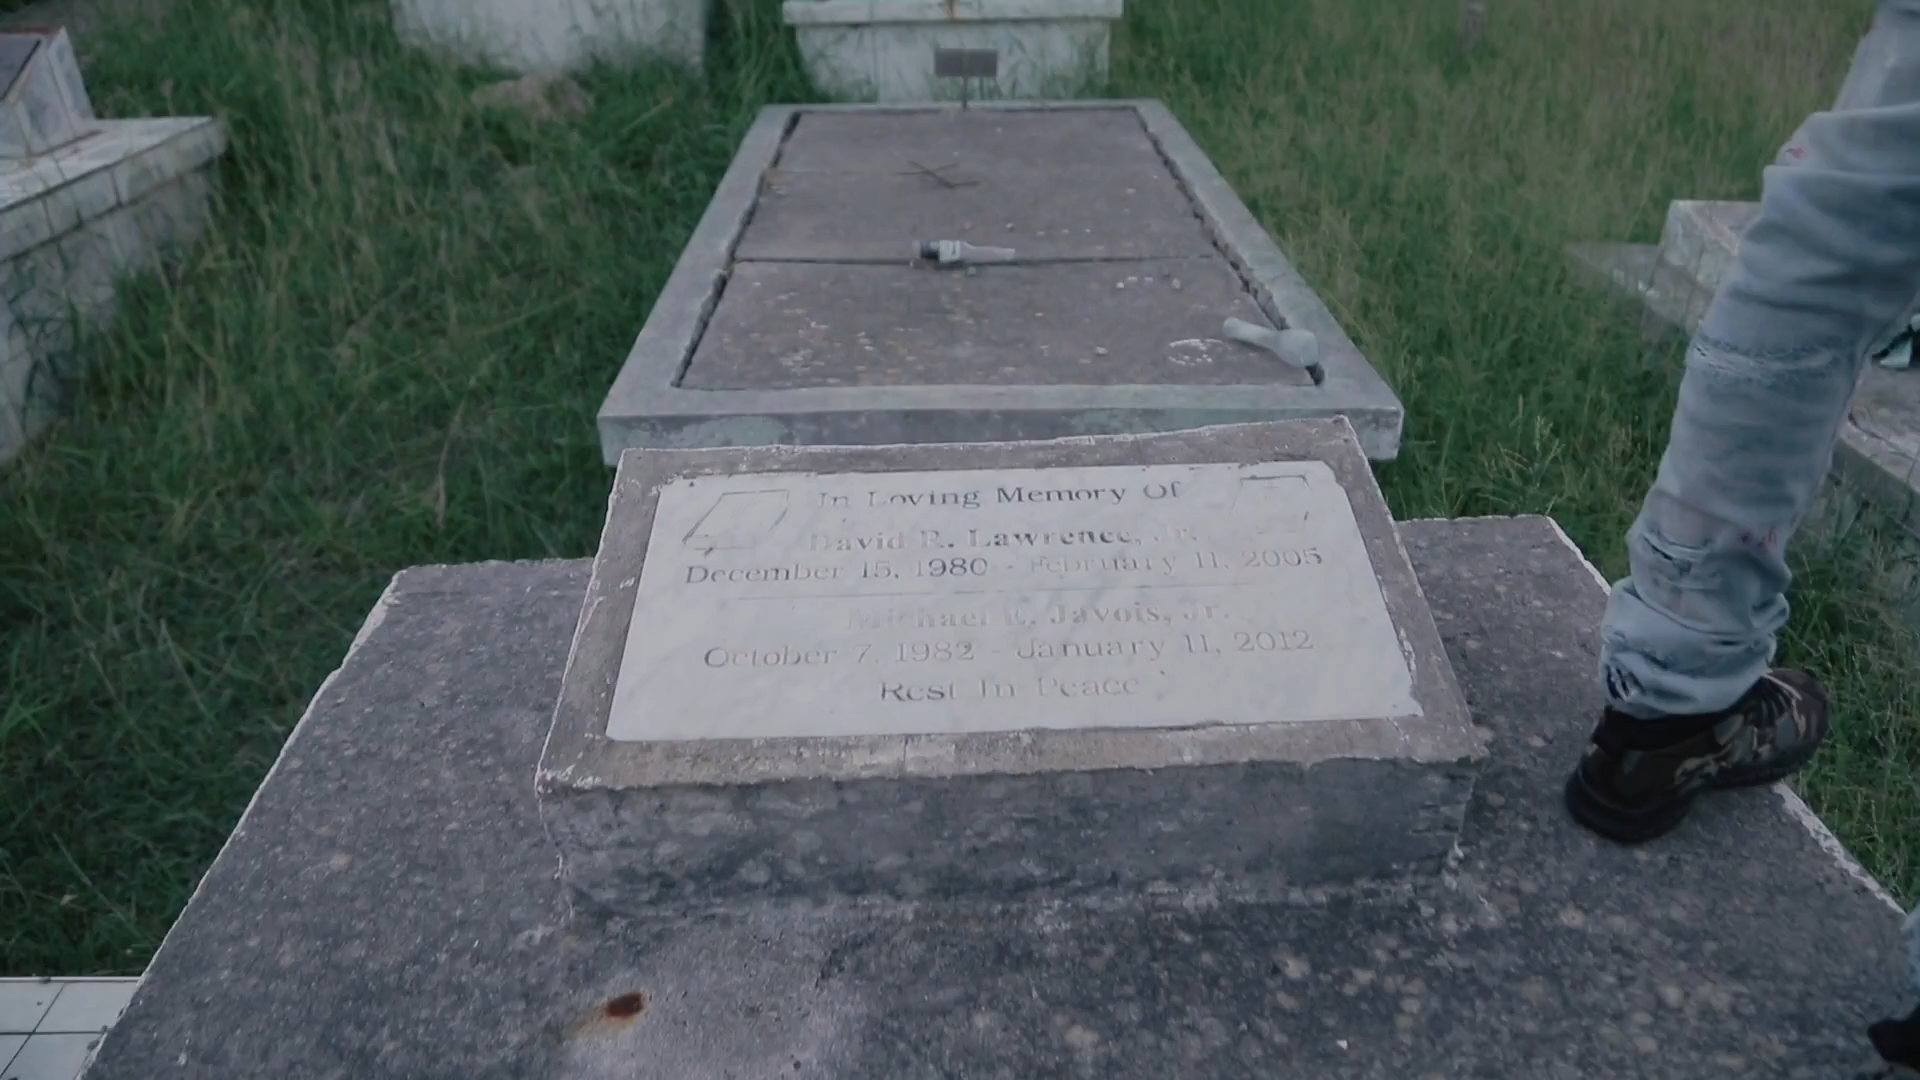 In Loving Memory Of
David R. Lawrence, Jr.
December 15, 1980 - February 11, 2005
Michael E. Javois, Jr.
October 7, 1982 - January 11, 2012
Rest In Peace